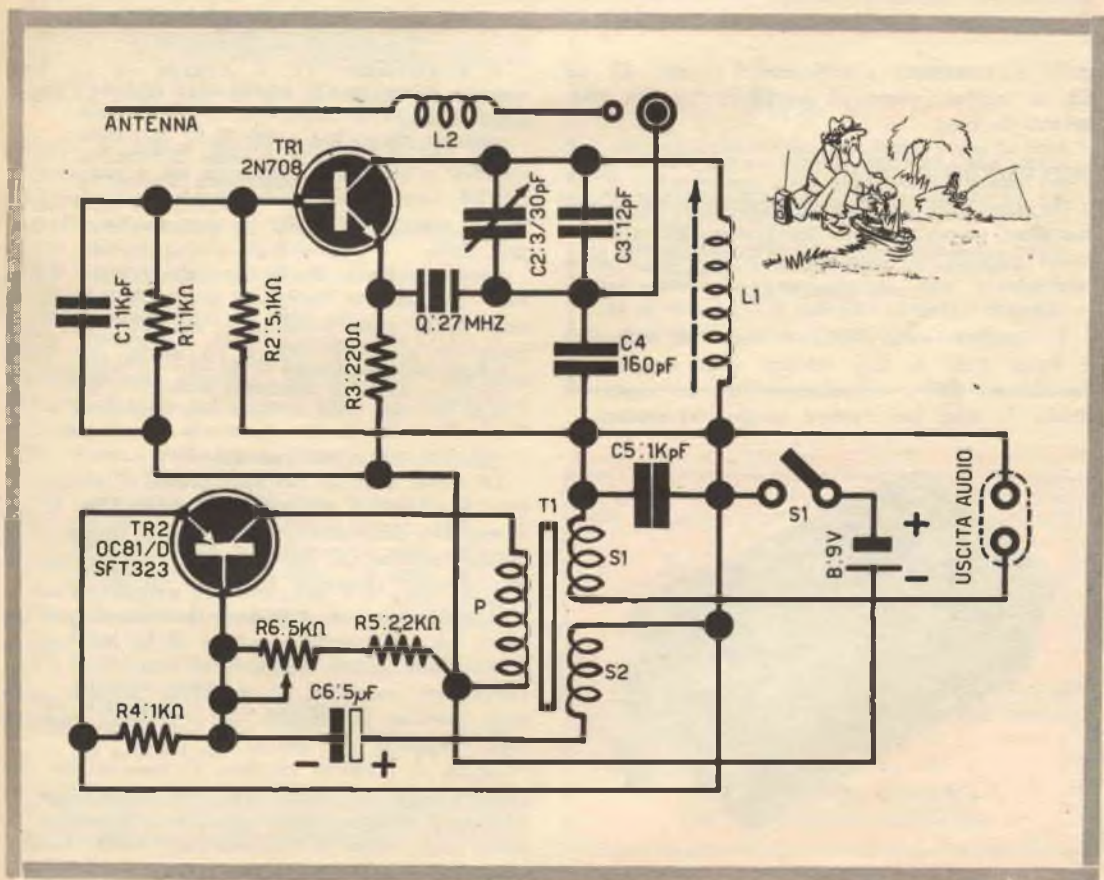 ANTENNA
L2
TR1
2N708
C1:1KpF
R1:1KΩ
R2:5,1KΩ
R3:220Ω
Q:27MHZ
C2:3/30pF
C3:12pF
L1
C4
160pF
C5:1KpF
S1
B:9V
+
–
USCITA AUDIO
TR2
OC81/D
SFT323
P
T1
S1
S2
R6:5KΩ
R5:2,2KΩ
R4:1KΩ
C6:5µF
–
+